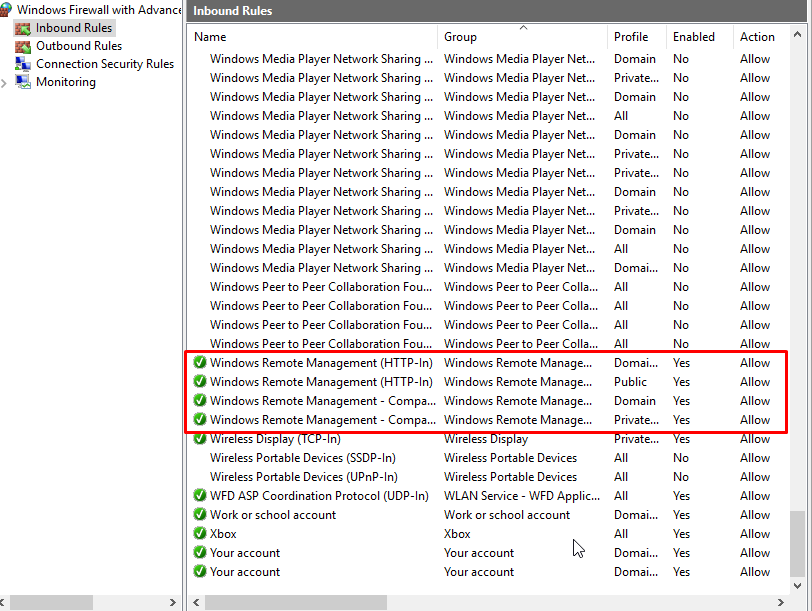 Windows Firewall with Advance
Inbound Rules
Outbound Rules
Connection Security Rules
Monitoring
Inbound Rules
Name Group Profile Enabled Action
Windows Media Player Network Sharing ... Windows Media Player Net... Domain No Allow
Windows Media Player Network Sharing ... Windows Media Player Net... Private... No Allow
Windows Media Player Network Sharing ... Windows Media Player Net... Domain No Allow
Windows Media Player Network Sharing ... Windows Media Player Net... All No Allow
Windows Media Player Network Sharing ... Windows Media Player Net... Domain No Allow
Windows Media Player Network Sharing ... Windows Media Player Net... Private... No Allow
Windows Media Player Network Sharing ... Windows Media Player Net... Private... No Allow
Windows Media Player Network Sharing ... Windows Media Player Net... Domain No Allow
Windows Media Player Network Sharing ... Windows Media Player Net... Private... No Allow
Windows Media Player Network Sharing ... Windows Media Player Net... Domain No Allow
Windows Media Player Network Sharing ... Windows Media Player Net... All No Allow
Windows Media Player Network Sharing ... Windows Media Player Net... Domai... No Allow
Windows Peer to Peer Collaboration Fou... Windows Peer to Peer Colla... All No Allow
Windows Peer to Peer Collaboration Fou... Windows Peer to Peer Colla... All No Allow
Windows Peer to Peer Collaboration Fou... Windows Peer to Peer Colla... All No Allow
Windows Peer to Peer Collaboration Fou... Windows Peer to Peer Colla... All No Allow
Windows Remote Management (HTTP-In) Windows Remote Manage... Domai... Yes Allow
Windows Remote Management (HTTP-In) Windows Remote Manage... Public Yes Allow
Windows Remote Management - Compa... Windows Remote Manage... Domain Yes Allow
Windows Remote Management - Compa... Windows Remote Manage... Private... Yes Allow
Wireless Display (TCP-In) Wireless Display Private... Yes Allow
Wireless Portable Devices (SSDP-In) Wireless Portable Devices All No Allow
Wireless Portable Devices (UPnP-In) Wireless Portable Devices All No Allow
WFD ASP Coordination Protocol (UDP-In) WLAN Service - WFD Applic... All Yes Allow
Work or school account Work or school account Domai... Yes Allow
Xbox Xbox All Yes Allow
Your account Your account Domai... Yes Allow
Your account Your account Domai... Yes Allow